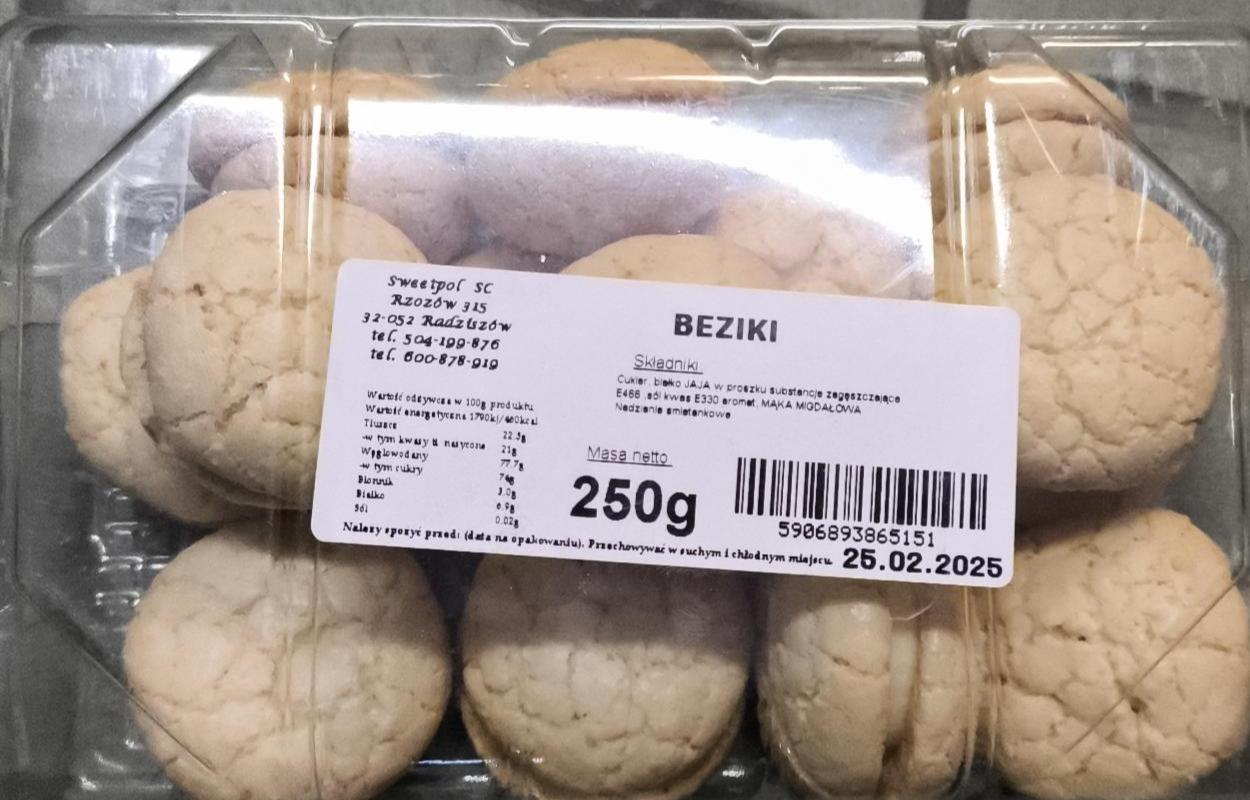 Sweetpol SC
Rzozów 315
32-052 Radziszów
tel. 504-199-876
tel. 600-878-919
Wartość odżywcza w 100g produktu
Wartość energetyczna 1790kj/460kcal
Tłuszcz 22.5g
-w tym kwasy tł nasycone 21g
Węglowodany 77.7g
-w tym cukry 74g
Błonnik 3.0g
Białko 6.9g
Sól 0.02g
BEZIKI
Składniki
Cukier, białko JAJA w proszku substancje zagęszczające
E466 ,sól kwas E330 aromat, MĄKA MIGDAŁOWA
Nadzienie śmietankowe
Masa netto
250g
5906893865151
Należy spożyć przed: (data na opakowaniu). Przechowywać w suchym i chłodnym miejscu. 25.02.2025